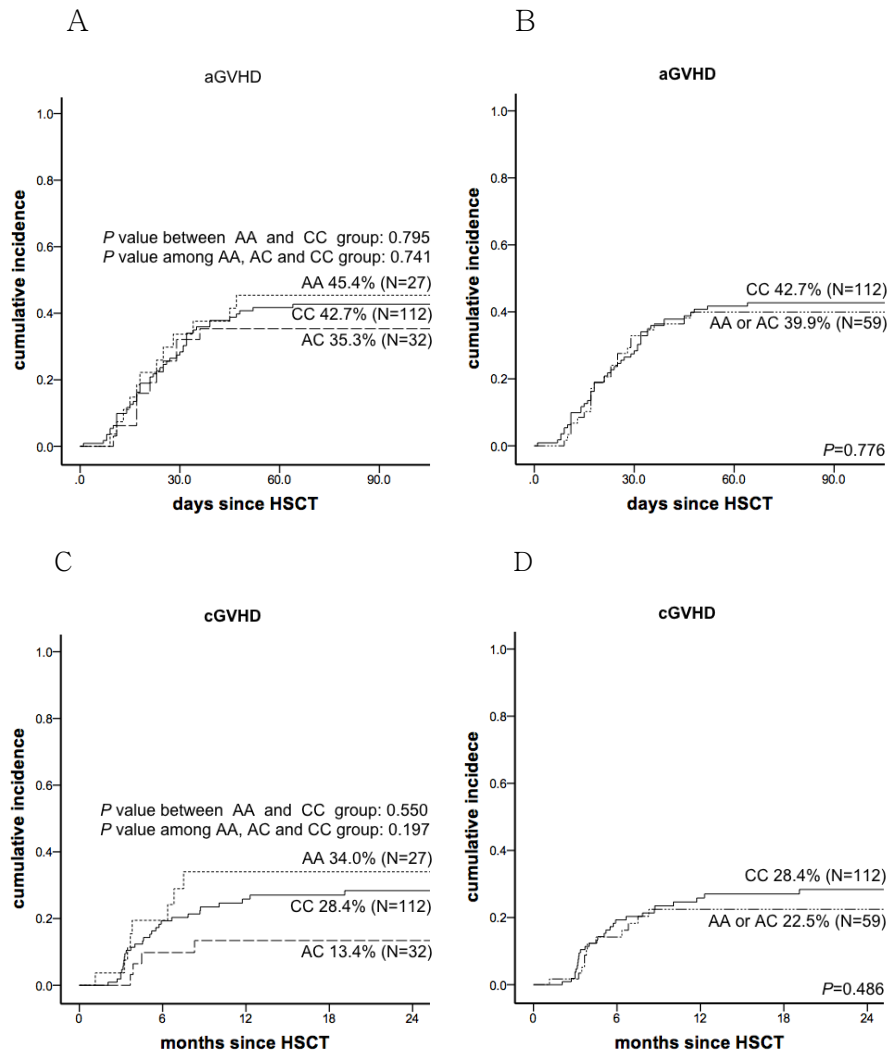 A
aGVHD
cumulative incidence
1.0
0.8
0.6
0.4
0.2
0.0
P value between AA and CC group: 0.795
P value among AA, AC and CC group: 0.741
AA 45.4% (N=27)
CC 42.7% (N=112)
AC 35.3% (N=32)
.0 30.0 60.0 90.0
days since HSCT
B
aGVHD
cumulative incidence
1.0
0.8
0.6
0.4
0.2
0.0
CC 42.7% (N=112)
AA or AC 39.9% (N=59)
P=0.776
.0 30.0 60.0 90.0
days since HSCT
C
cGVHD
cumulative incidence
1.0
0.8
0.6
0.4
0.2
0.0
P value between AA and CC group: 0.550
P value among AA, AC and CC group: 0.197
AA 34.0% (N=27)
CC 28.4% (N=112)
AC 13.4% (N=32)
0 6 12 18 24
months since HSCT
D
cGVHD
cumulative incidece
1.0
0.8
0.6
0.4
0.2
0.0
CC 28.4% (N=112)
AA or AC 22.5% (N=59)
P=0.486
0 6 12 18 24
months since HSCT